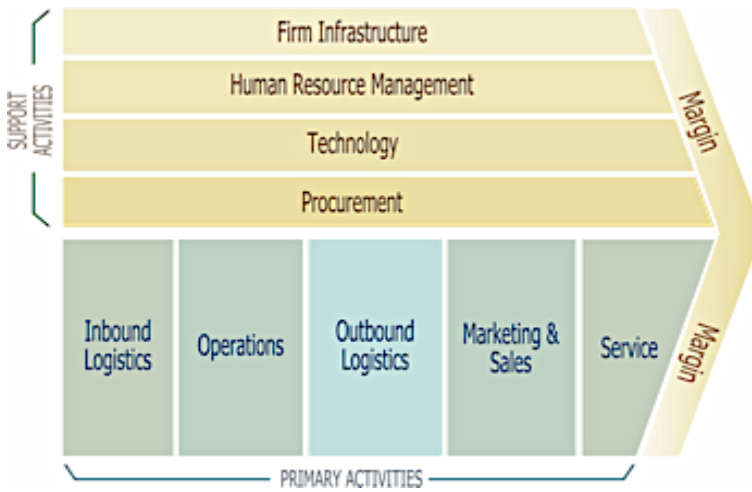 Firm Infrastructure
Human Resource Management
Technology
Procurement
SUPPORT
ACTIVITIES
Margin
Inbound
Logistics
Operations
Outbound
Logistics
Marketing &
Sales
Service
Margin
PRIMARY ACTIVITIES